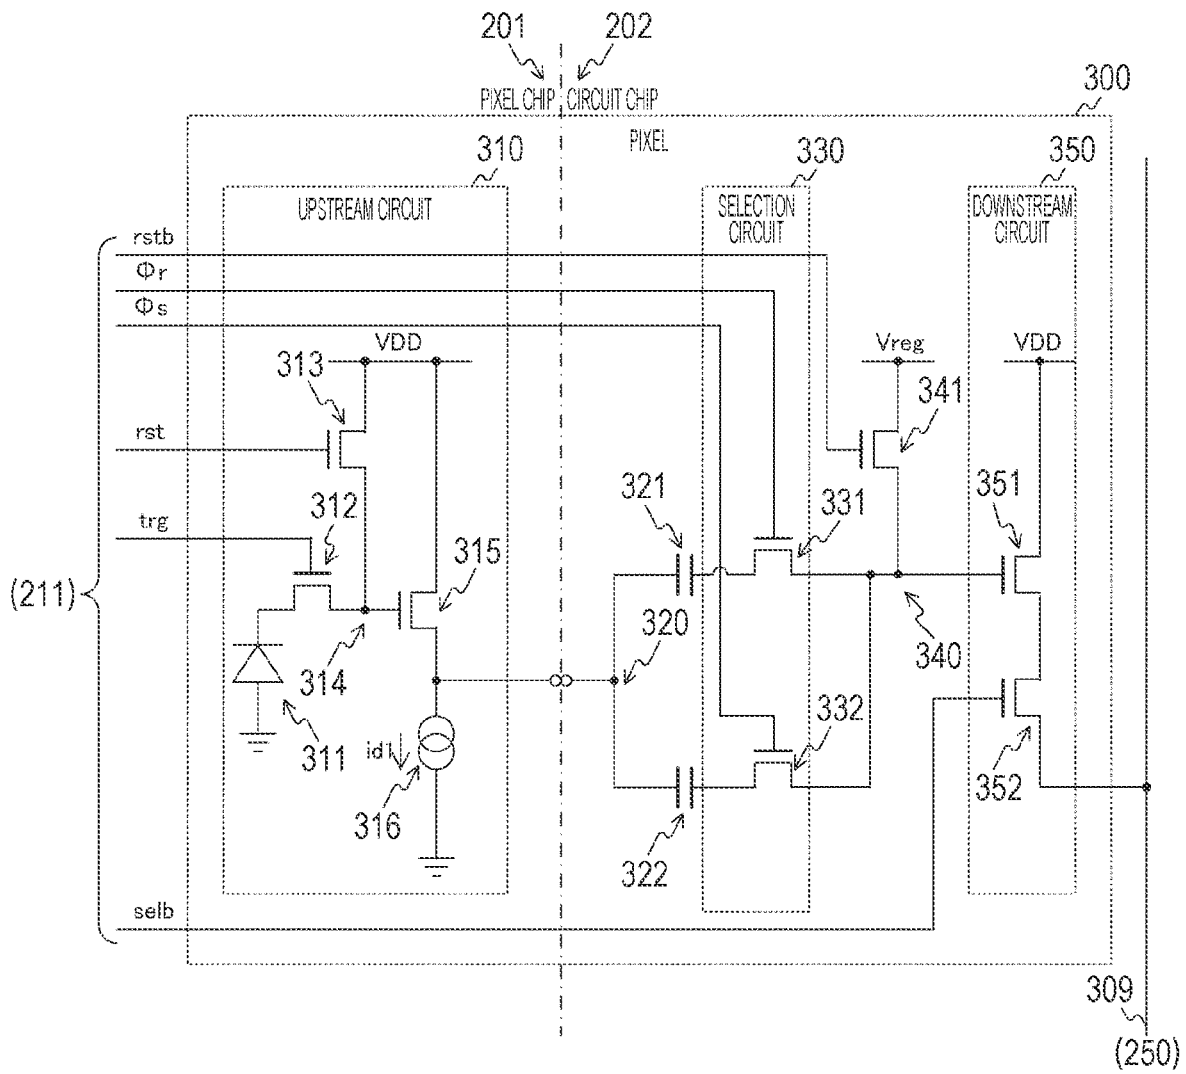 201
202
PIXEL CHIP
CIRCUIT CHIP
300
PIXEL
310
330
350
UPSTREAM CIRCUIT
SELECTION
CIRCUIT
DOWNSTREAM
CIRCUIT
rstb
Φr
Φs
VDD
Vreg
VDD
313
341
rst
312
321
331
351
trg
315
(211)
320
340
314
332
311
id1
352
316
322
selb
309
(250)